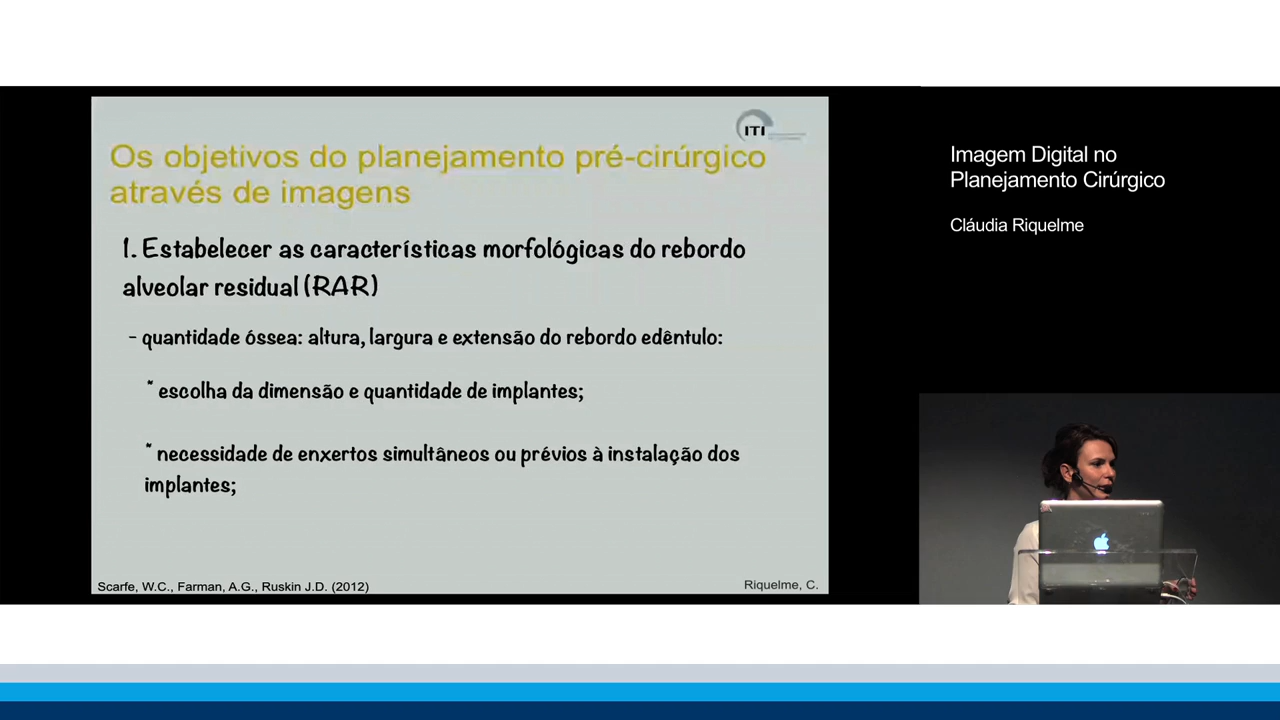 ITI
Os objetivos do planejamento pré-cirúrgico
através de imagens
1. Estabelecer as características morfológicas do rebordo
alveolar residual (RAR)
- quantidade óssea: altura, largura e extensão do rebordo edêntulo:
* escolha da dimensão e quantidade de implantes;
* necessidade de enxertos simultâneos ou prévios à instalação dos
implantes;
Scarfe, W.C., Farman, A.G., Ruskin J.D. (2012)
Riquelme, C.
Imagem Digital no
Planejamento Cirúrgico
Cláudia Riquelme